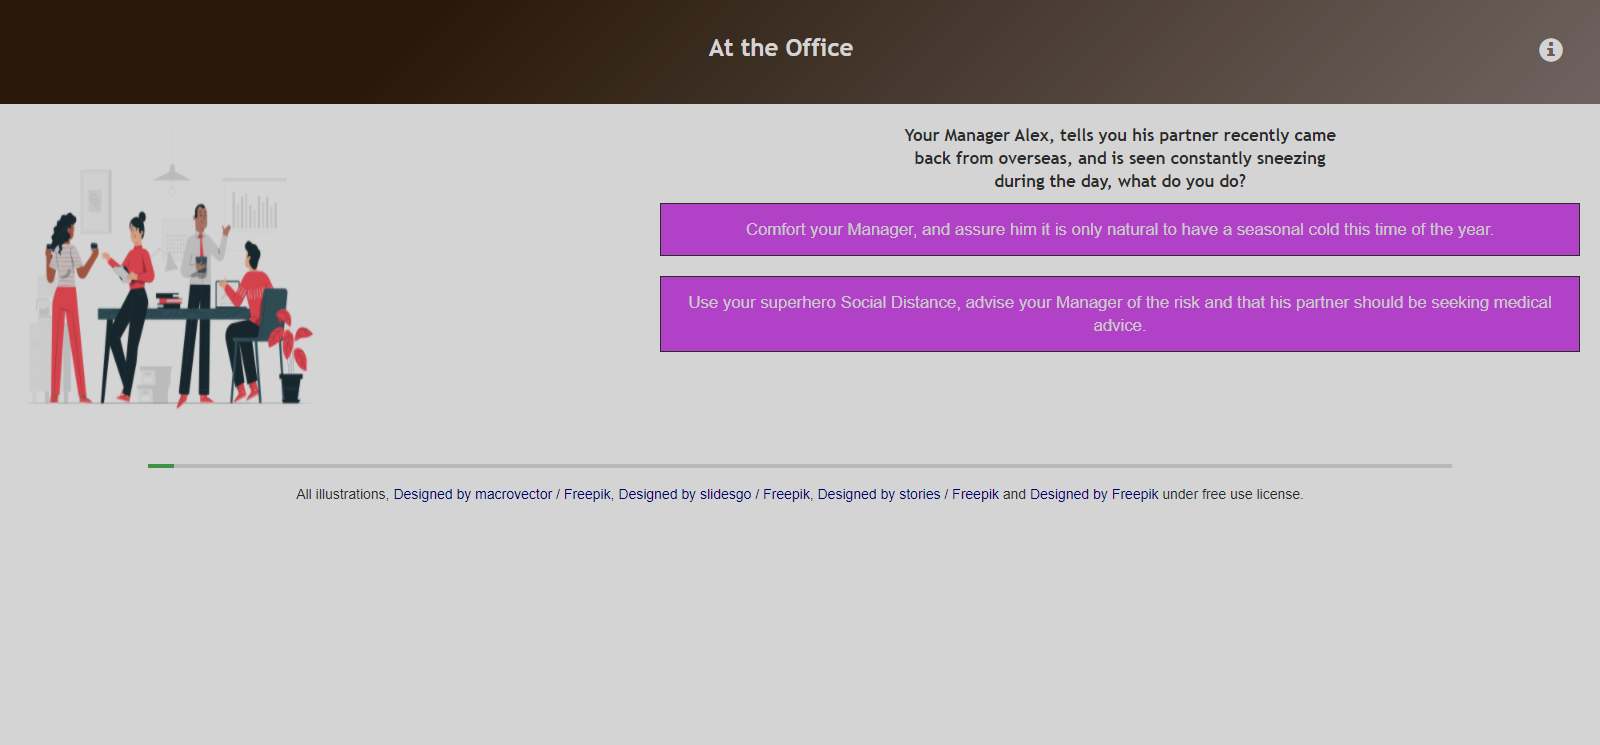 At the Office
Your Manager Alex, tells you his partner recently came
back from overseas, and is seen constantly sneezing
during the day, what do you do?
Comfort your Manager, and assure him it is only natural to have a seasonal cold this time of the year.
Use your superhero Social Distance, advise your Manager of the risk and that his partner should be seeking medical
advice.
All illustrations, Designed by macrovector / Freepik, Designed by slidesgo / Freepik, Designed by stories / Freepik and Designed by Freepik under free use license.